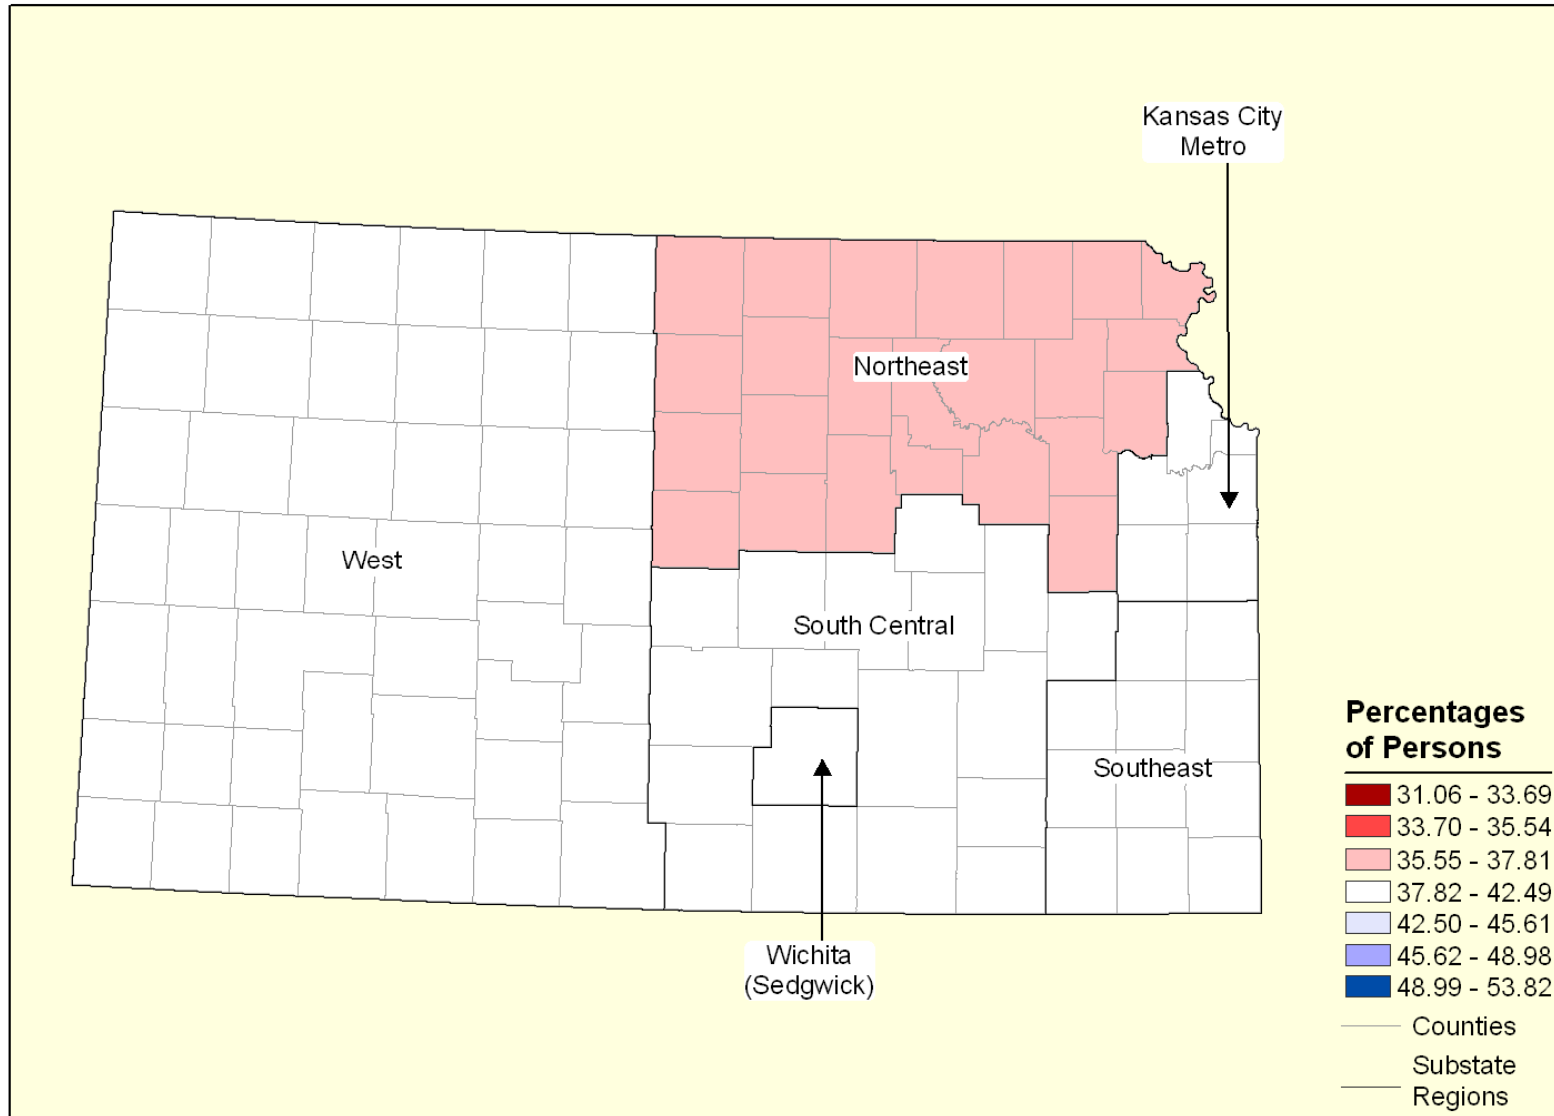 Kansas City
Metro
Northeast
West
South Central
Southeast
Wichita
(Sedgwick)
Percentages
of Persons
31.06 - 33.69
33.70 - 35.54
35.55 - 37.81
37.82 - 42.49
42.50 - 45.61
45.62 - 48.98
48.99 - 53.82
Counties
Substate
Regions